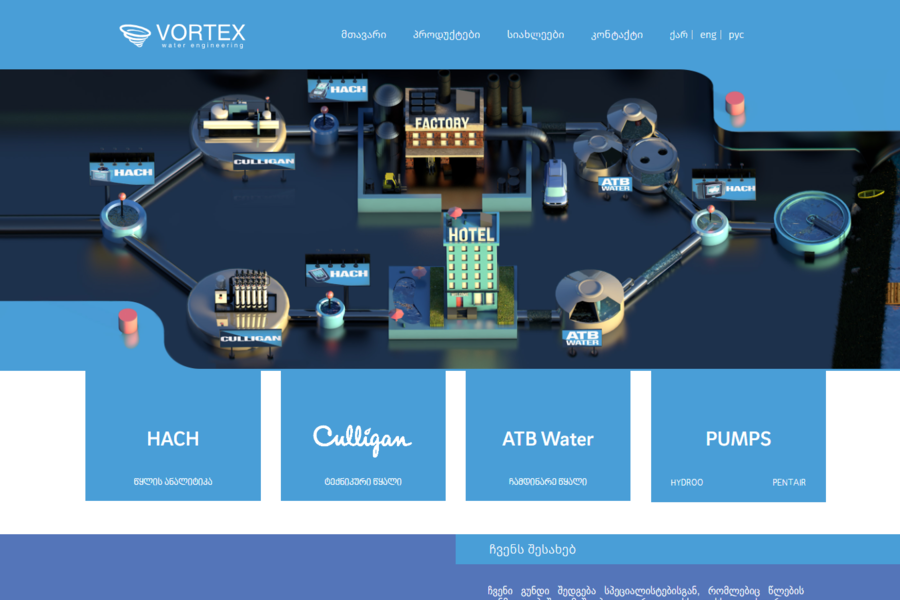 VORTEX
water engineering
მთავარი პროდუქტები სიახლეები კონტაქტი ქარ | eng | рус
HACH
FACTORY
CULLIGAN
HACH
ATB
WATER
HACH
HOTEL
HACH
CULLIGAN
ATB
WATER
HACH Culligan ATB Water PUMPS
წყლის ანალიტიკა ტექნიკური წყალი ჩამდინარე წყალი HYDROO PENTAIR
ჩვენს შესახებ
ჩვენი გუნდი შედგება სპეციალისტებისგან, რომლებიც წლების